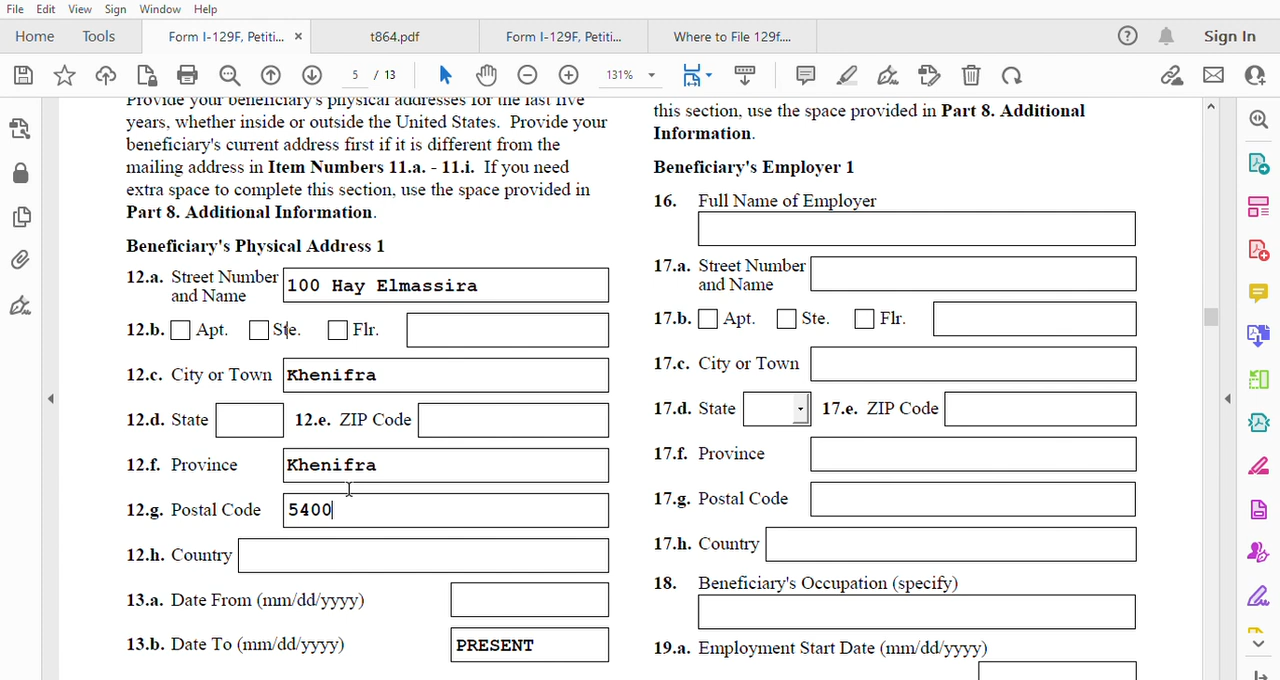 File Edit View Sign Window Help
Home Tools Form I-129F, Petiti... × t864.pdf Form I-129F, Petiti... Where to File 129f.... Sign In
5 / 13 131%
Provide your beneficiary's physical addresses for the last five
years, whether inside or outside the United States. Provide your
beneficiary's current address first if it is different from the
mailing address in Item Numbers 11.a. - 11.i. If you need
extra space to complete this section, use the space provided in
Part 8. Additional Information.
Beneficiary's Physical Address 1
12.a. Street Number
and Name
100 Hay Elmassira
12.b. Apt. Ste. Flr.
12.c. City or Town Khenifra
12.d. State 12.e. ZIP Code
12.f. Province Khenifra
12.g. Postal Code 5400
12.h. Country
13.a. Date From (mm/dd/yyyy)
13.b. Date To (mm/dd/yyyy) PRESENT
this section, use the space provided in Part 8. Additional
Information.
Beneficiary's Employer 1
16. Full Name of Employer
17.a. Street Number
and Name
17.b. Apt. Ste. Flr.
17.c. City or Town
17.d. State 17.e. ZIP Code
17.f. Province
17.g. Postal Code
17.h. Country
18. Beneficiary's Occupation (specify)
19.a. Employment Start Date (mm/dd/yyyy)